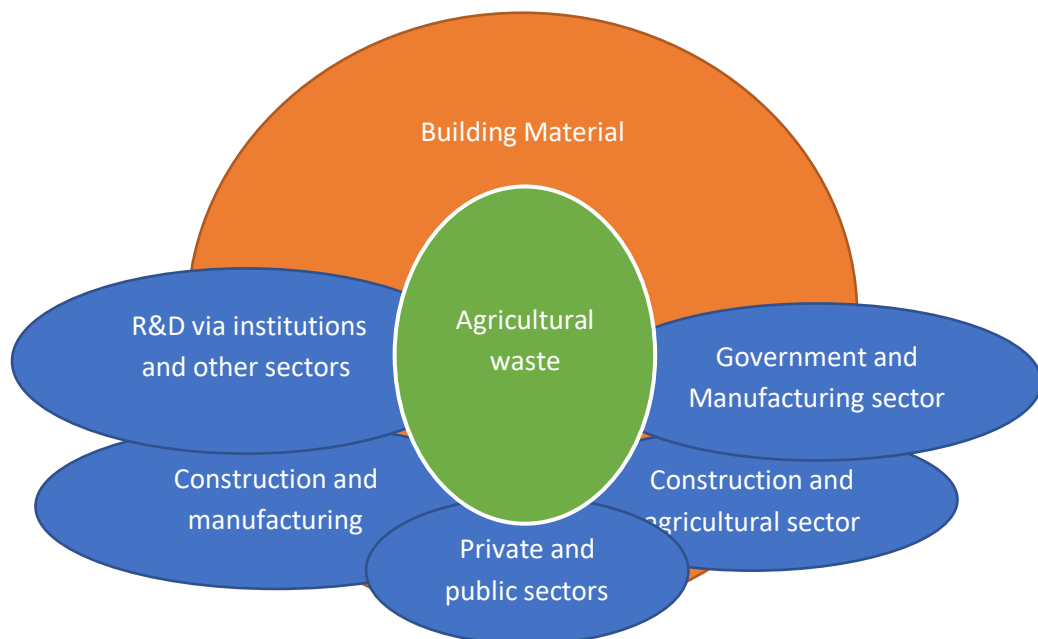 Building Material
Agricultural
waste
R&D via institutions
and other sectors
Government and
Manufacturing sector
Construction and
manufacturing
Construction and
agricultural sector
Private and
public sectors